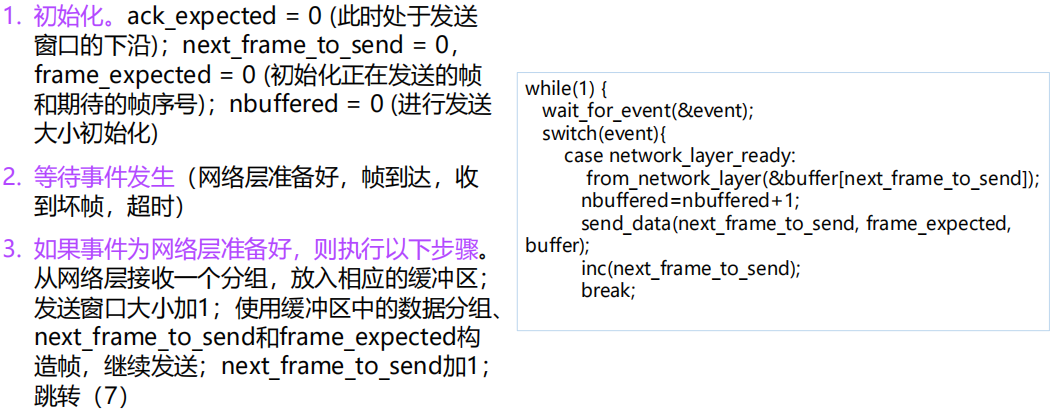 1. 初始化。ack_expected = 0 (此时处于发送
窗口的下沿)；next_frame_to_send = 0，
frame_expected = 0 (初始化正在发送的帧
和期待的帧序号)；nbuffered = 0 (进行发送
大小初始化)
2. 等待事件发生（网络层准备好，帧到达，收
到坏帧，超时）
3. 如果事件为网络层准备好，则执行以下步骤。
从网络层接收一个分组，放入相应的缓冲区；
发送窗口大小加1；使用缓冲区中的数据分组、
next_frame_to_send和frame_expected构
造帧，继续发送；next_frame_to_send加1；
跳转（7）
while(1) {
wait_for_event(&event);
switch(event){
case network_layer_ready:
from_network_layer(&buffer[next_frame_to_send]);
nbuffered=nbuffered+1;
send_data(next_frame_to_send, frame_expected,
buffer);
inc(next_frame_to_send);
break;